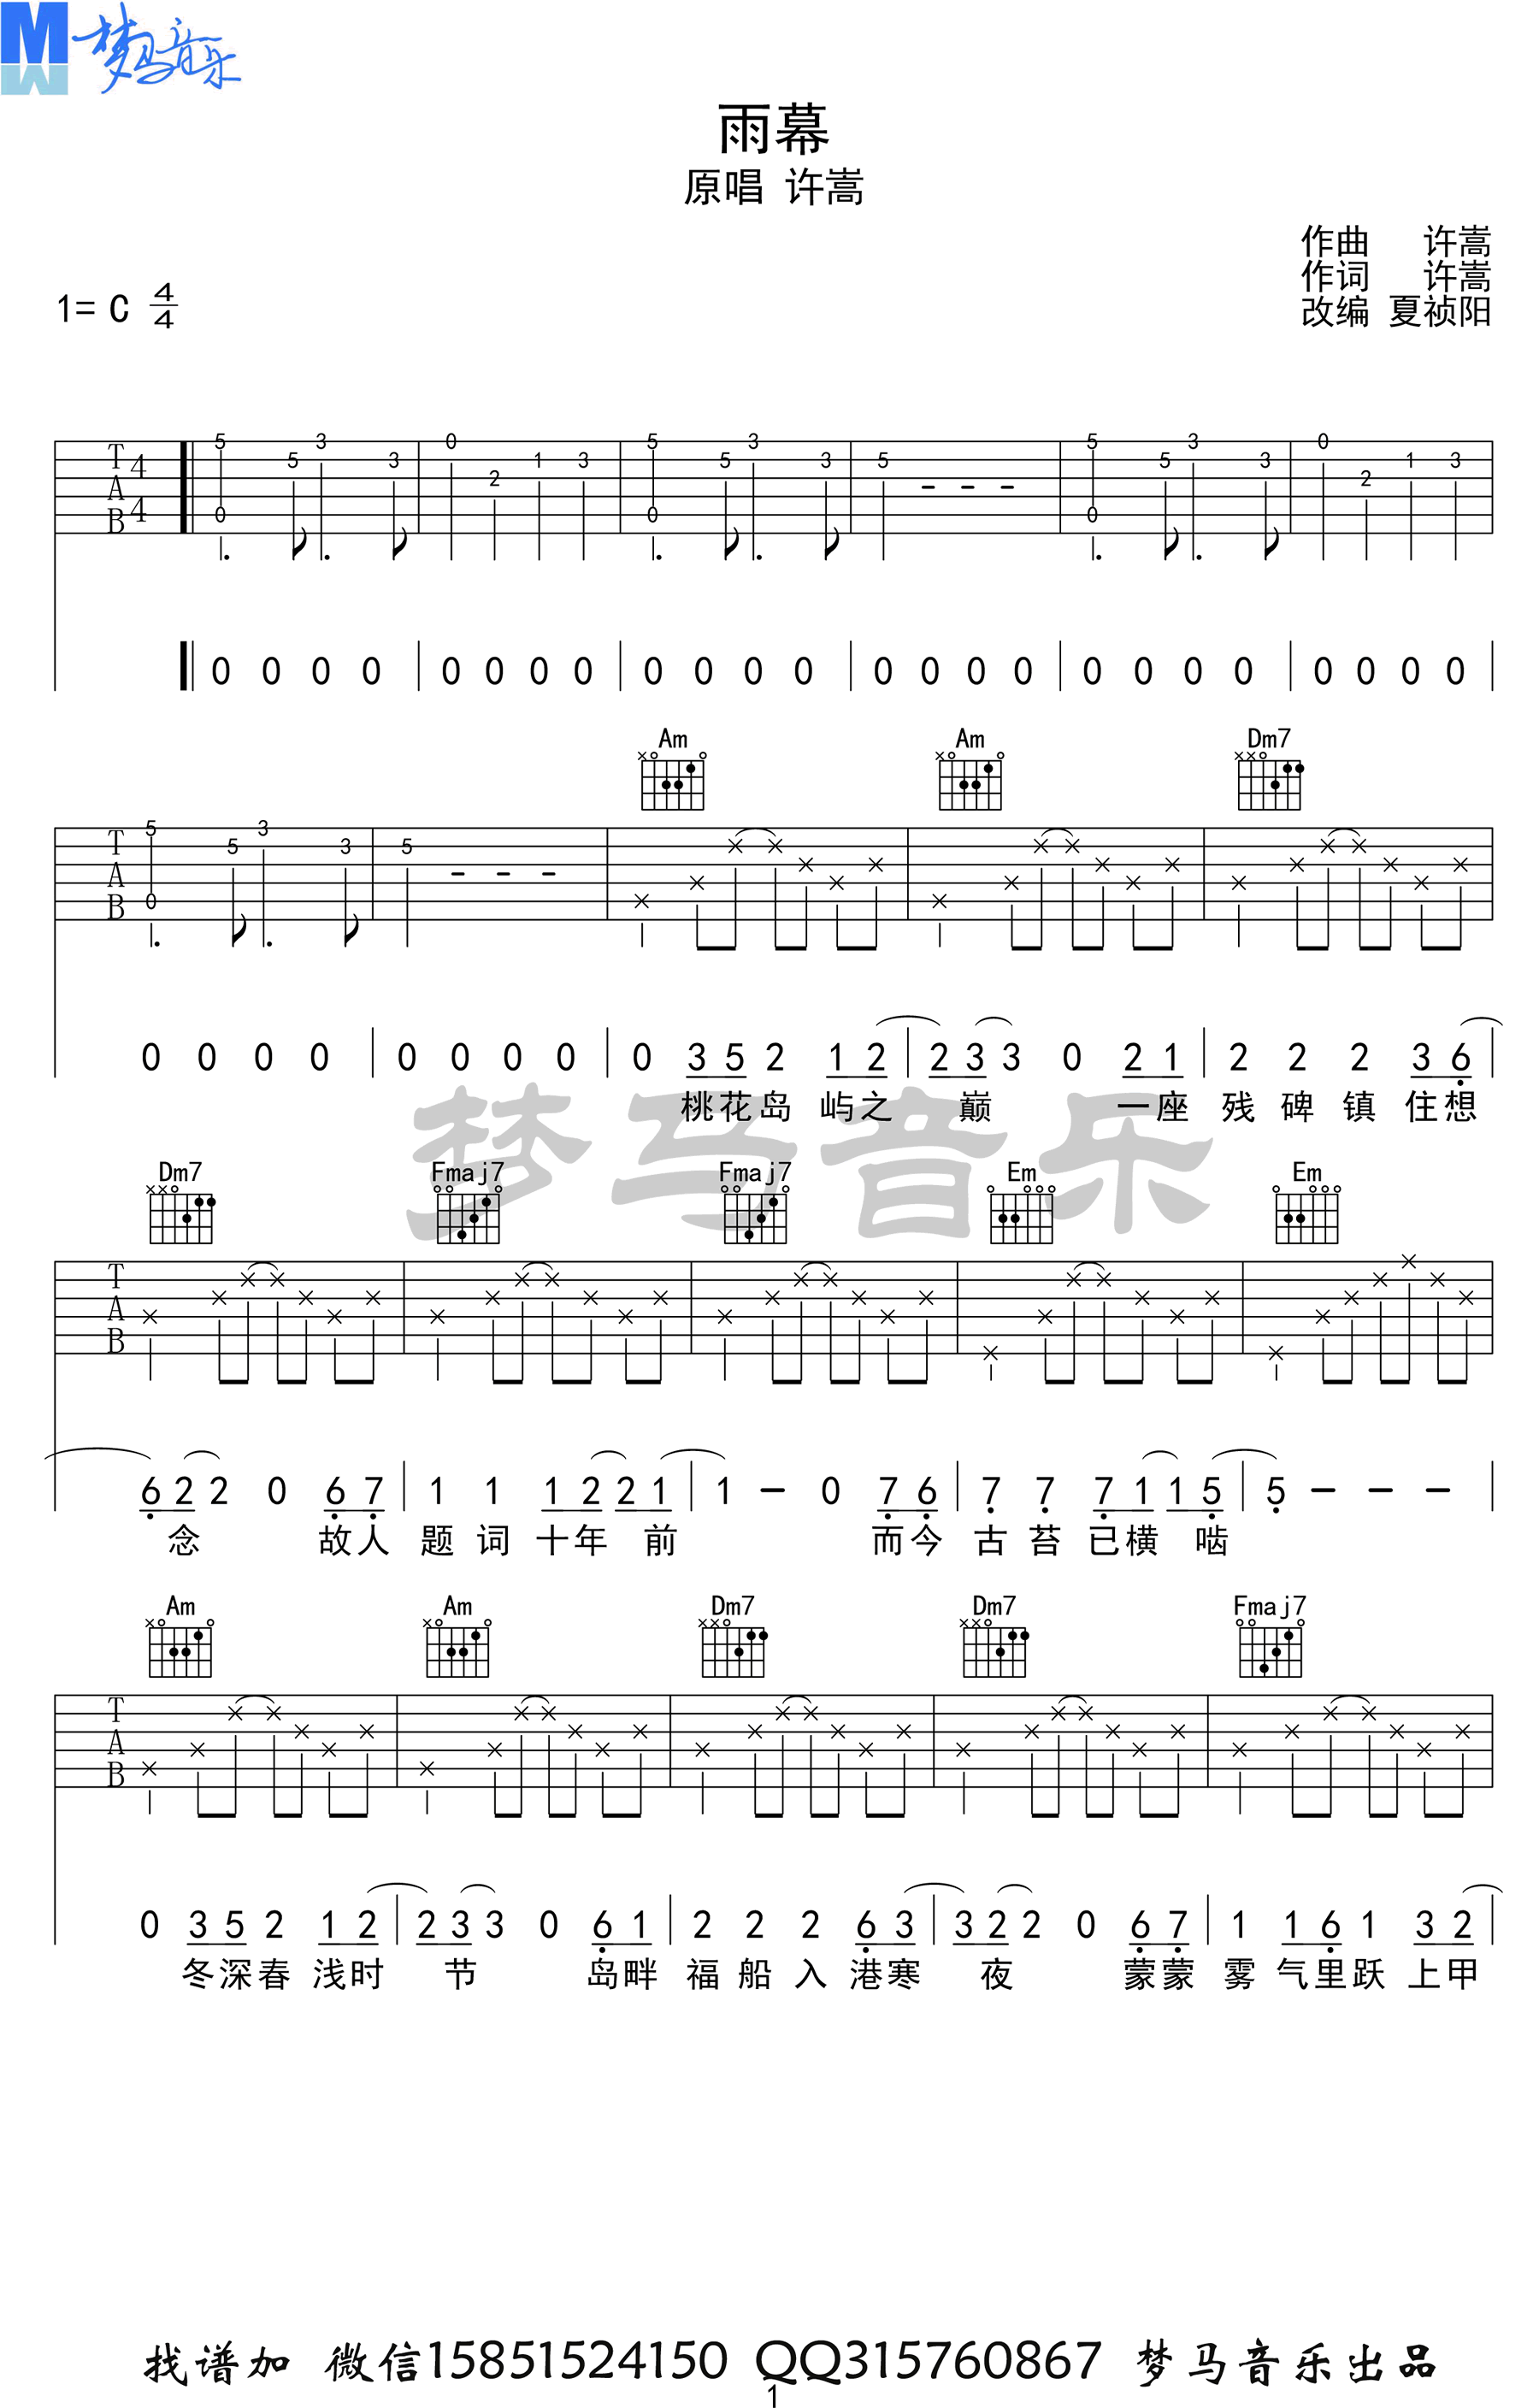 梦马音乐
雨幕
原唱 许嵩
作曲 许嵩
作词 许嵩
改编 夏祯阳
1= C 4/4
T A B 4/4 5 0 5 3 3 0 2 1 3 5 0 5 3 3 5 - - - 5 0 5 3 3 0 2 1 3
0 0 0 0 0 0 0 0 0 0 0 0 0 0 0 0 0 0 0 0 0 0 0 0
Am Am Dm7
T A B 5 0 5 3 3 5 - - -
0 0 0 0 0 0 0 0 0 3 5 2 1 2 2 3 3 0 2 1 2 2 2 3 6
桃花岛 屿之 巅 一座 残 碑 镇 住想
梦马音乐
Dm7 Fmaj7 Fmaj7 Em Em
T A B
6 2 2 0 6 7 1 1 1 2 2 1 1 - 0 7 6 7 7 7 1 1 5 5 - - -
念 故人 题 词 十年 前 而今 古 苔 已横 啮
Am Am Dm7 Dm7 Fmaj7
T A B
0 3 5 2 1 2 2 3 3 0 6 1 2 2 2 6 3 3 2 2 0 6 7 1 1 6 1 3 2
冬深春 浅时 节 岛畔 福 船 入 港寒 夜 蒙蒙 雾 气里跃 上甲
找谱加 微信15851524150 QQ315760867 梦马音乐出品
1